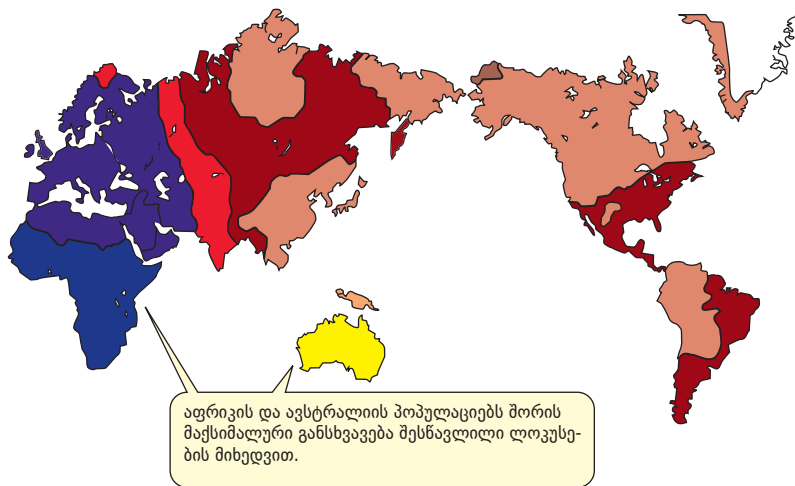 აფრიკის და ავსტრალიის პოპულაციებს შორის
მაქსიმალური განსხვავება შესწავლილი ლოკუსე-
ბის მიხედვით.